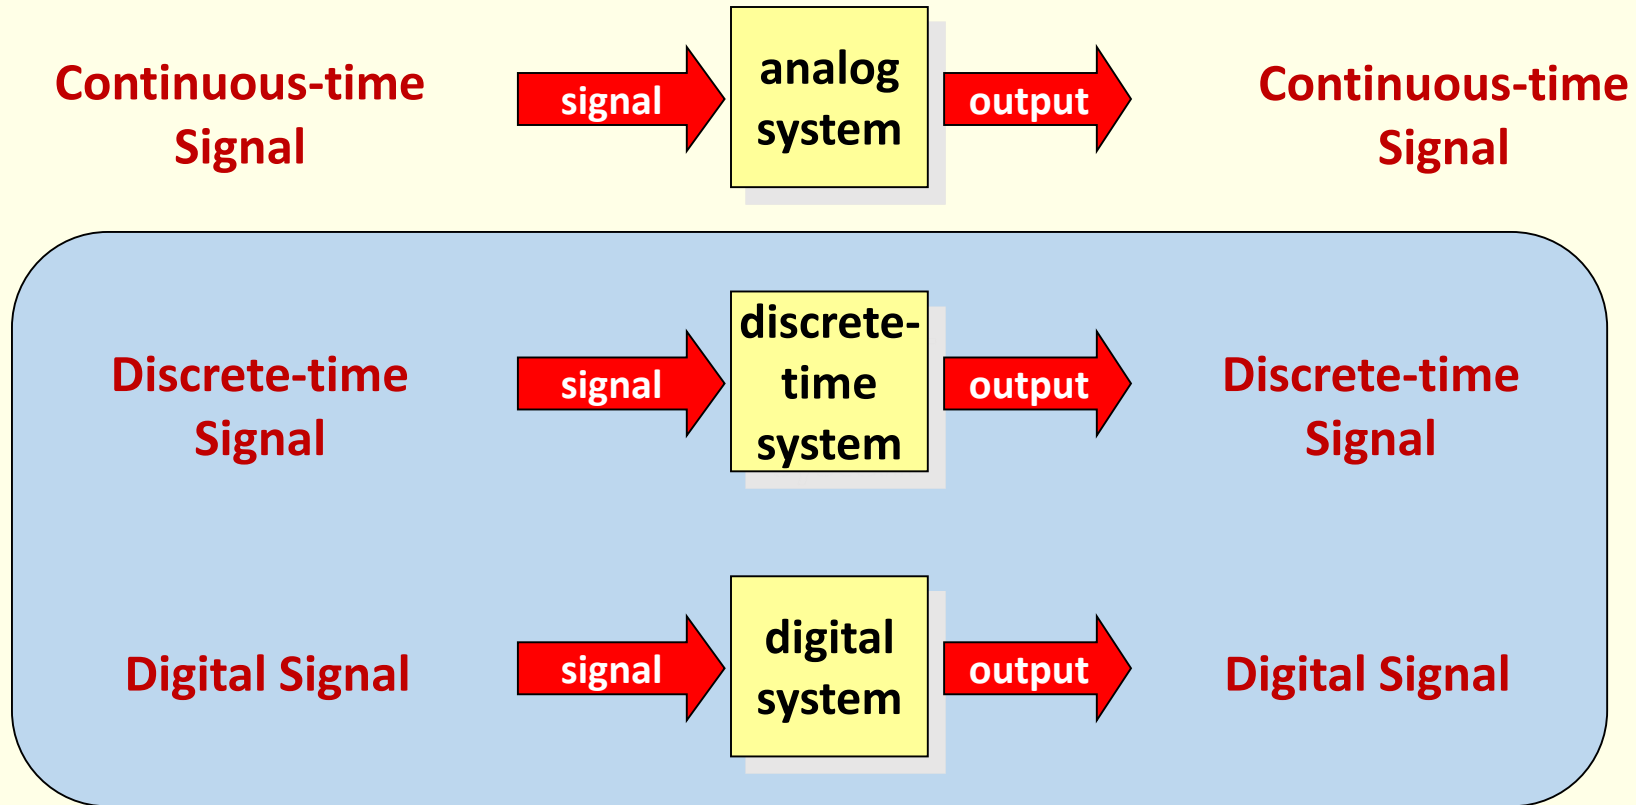 Continuous-time
Signal
signal
analog
system
output
Continuous-time
Signal
Discrete-time
Signal
signal
discrete-
time
system
output
Discrete-time
Signal
Digital Signal
signal
digital
system
output
Digital Signal